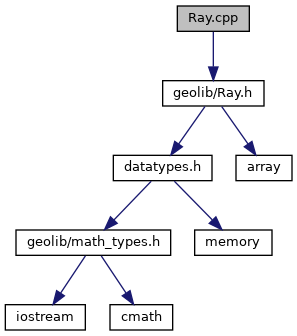 Ray.cpp
geolib/Ray.h
datatypes.h
array
geolib/math_types.h
memory
iostream
cmath